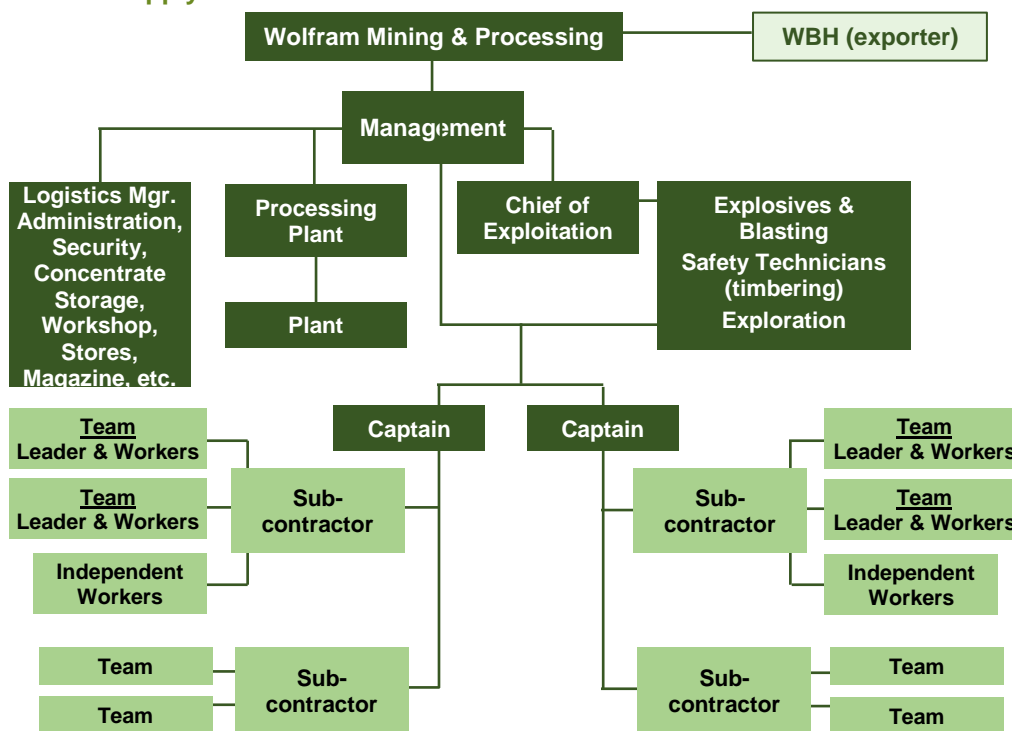 Wolfram Mining & Processing
WBH (exporter)
Management
Logistics Mgr.
Administration,
Security,
Concentrate
Storage,
Workshop,
Stores,
Magazine, etc.
Processing
Plant
Plant
Chief of
Exploitation
Explosives &
Blasting
Safety Technicians
(timbering)
Exploration
Captain
Captain
Team
Leader & Workers
Team
Leader & Workers
Independent
Workers
Sub-
contractor
Sub-
contractor
Team
Leader & Workers
Team
Leader & Workers
Independent
Workers
Team
Team
Sub-
contractor
Sub-
contractor
Team
Team